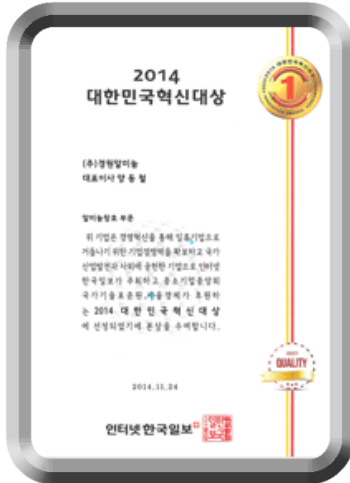 2014
대한민국혁신대상
(주)경원알미늄
대표이사 양 동 철
알미늄창호 부문
위 기업은 경영혁신을 통해 일류기업으로
거듭나기 위한 기업경쟁력을 확보하고 국가
산업발전과 사회에 공헌한 기업으로 인터넷
한국일보가 주최하고 중소기업중앙회
국가기술표준원, 서울경제가 후원하
는 2014 대 한 민 국 혁 신 대 상
에 선정되었기에 본상을 수여합니다.
1
QUALITY
2014.11.24
인터넷한국일보